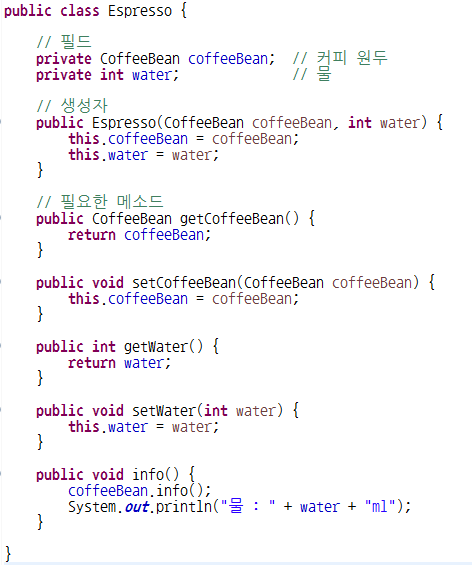 public class Espresso {
// 필드
private CoffeeBean coffeeBean;  // 커피 원두
private int water;              // 물
// 생성자
public Espresso(CoffeeBean coffeeBean, int water) {
this.coffeeBean = coffeeBean;
this.water = water;
}
// 필요한 메소드
public CoffeeBean getCoffeeBean() {
return coffeeBean;
}
public void setCoffeeBean(CoffeeBean coffeeBean) {
this.coffeeBean = coffeeBean;
}
public int getWater() {
return water;
}
public void setWater(int water) {
this.water = water;
}
public void info() {
coffeeBean.info();
System.out.println("물 : " + water + "ml");
}
}